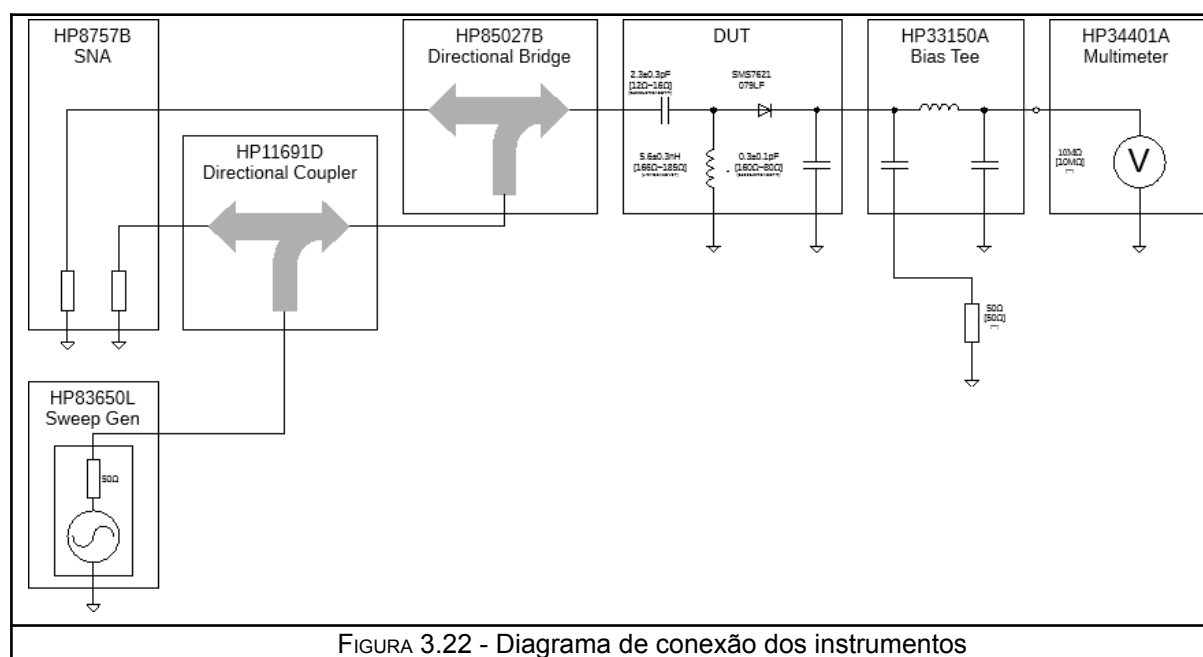 HP8757B
SNA
HP85027B
Directional Bridge
DUT
HP33150A
Bias Tee
HP34401A
Multimeter
2.3±0.3pF
[12Ω~16Ω]
SMS7621
079LF
HP11691D
Directional Coupler
5.6±0.3nH
[166Ω~185Ω]
0.3±0.1pF
[160Ω~80Ω]
10MΩ
[10MΩ]
V
50Ω
[50Ω]
HP83650L
Sweep Gen
50Ω
FIGURA 3.22 - Diagrama de conexão dos instrumentos